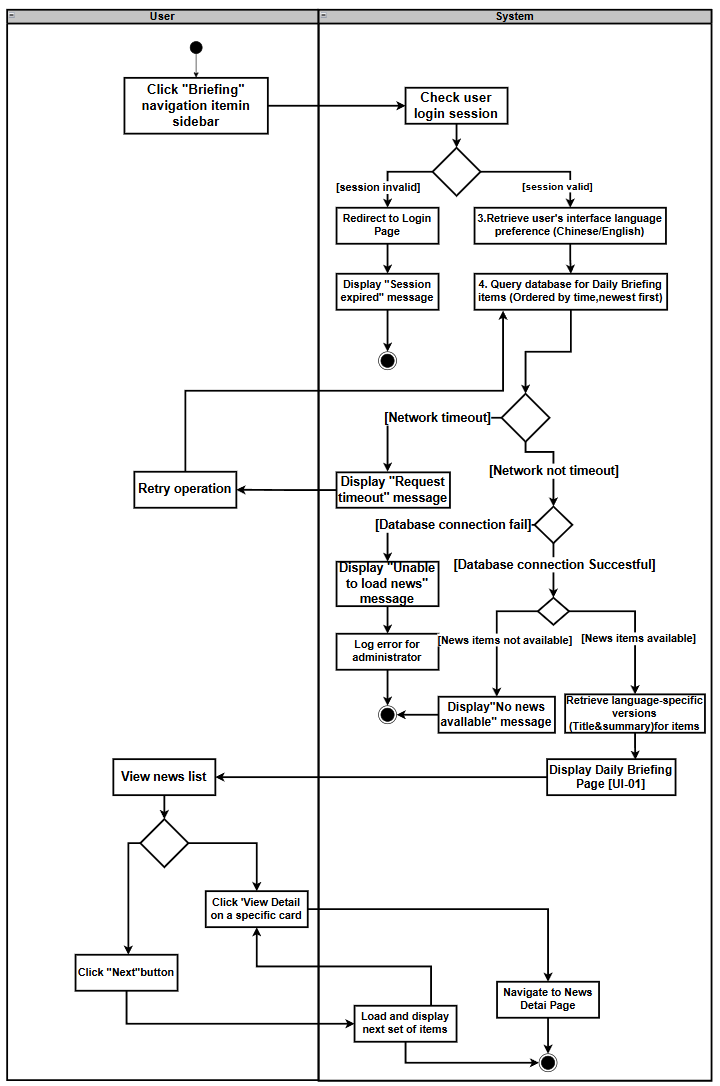 User
System
Click "Briefing"
navigation itemin
sidebar
Check user
login session
[session invalid]
[session valid]
Redirect to Login
Page
3.Retrieve user's interface language
preference (Chinese/English)
Display "Session
expired" message
4. Query database for Daily Briefing
items (Ordered by time,newest first)
[Network timeout]
[Network not timeout]
Retry operation
Display "Request
timeout" message
[Database connection fail]
Display "Unable
to load news"
message
[Database connection Succestful]
Log error for
administrator
[News items not available]
[News items available]
Display"No news
available" message
Retrieve language-specific
versions
(Title&summary)for items
View news list
Display Daily Briefing
Page [UI-01]
Click 'View Detail
on a specific card
Click "Next"button
Load and display
next set of items
Navigate to News
Detai Page